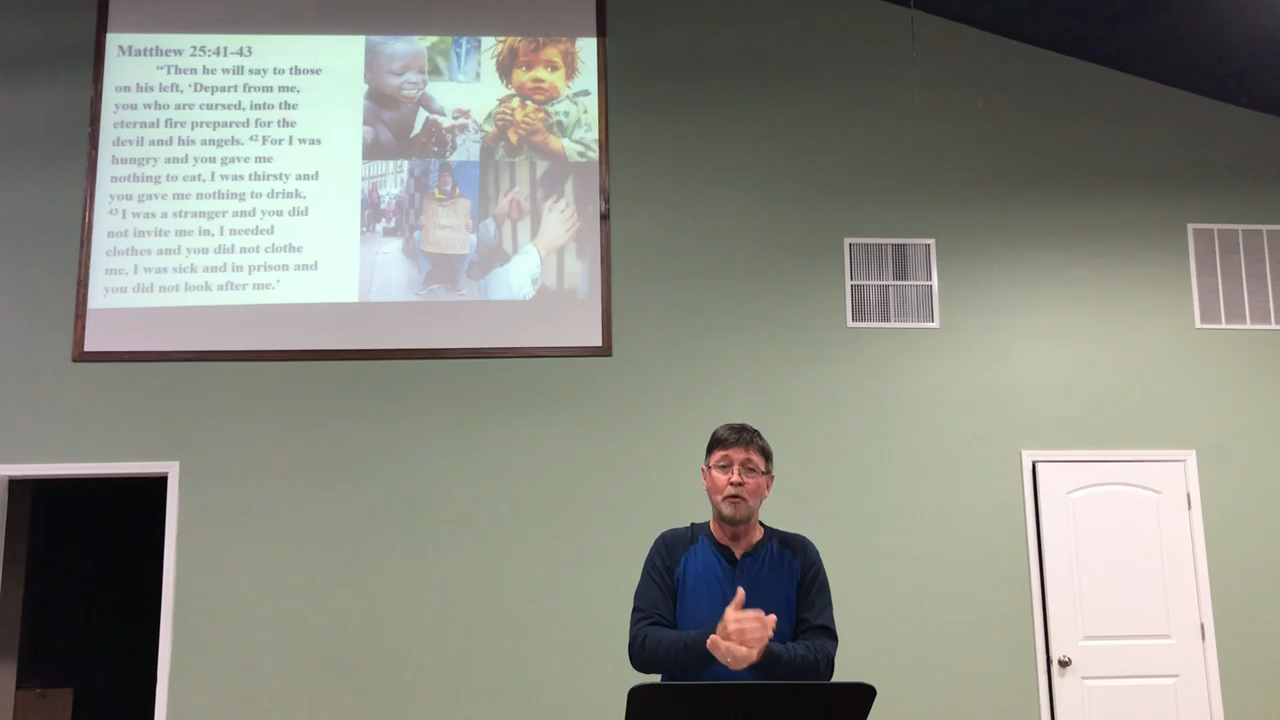 Matthew 25:41-43
“Then he will say to those
on his left, ‘Depart from me,
you who are cursed, into the
eternal fire prepared for the
devil and his angels. 42 For I was
hungry and you gave me
nothing to eat, I was thirsty and
you gave me nothing to drink,
43 I was a stranger and you did
not invite me in, I needed
clothes and you did not clothe
me, I was sick and in prison and
you did not look after me.’